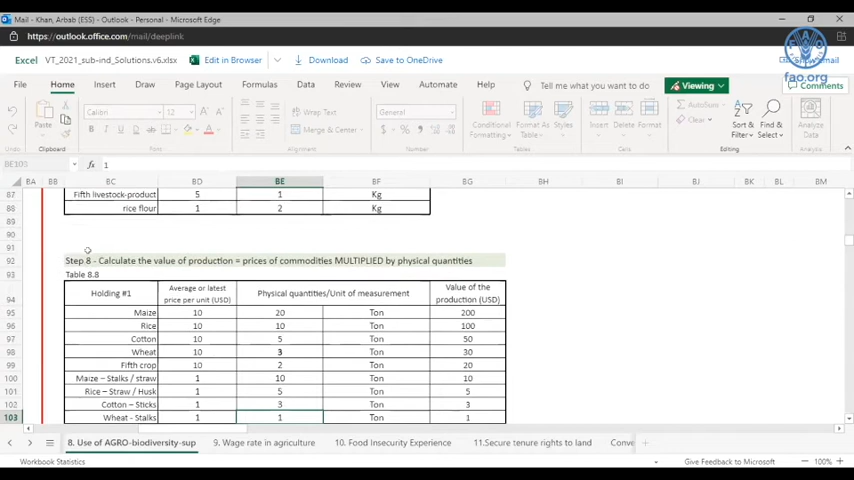 Mail - Khan, Arbab (ESS) - Outlook - Personal - Microsoft Edge
https://outlook.office.com/mail/deeplink
Excel VT_2021_sub-ind_Solutions.v6.xlsx Edit in Browser Download Save to OneDrive
fao.org
File Home Insert Draw Page Layout Formulas Data Review View Automate Help Tell me what you want to do Viewing Comments
Calibri 12 Wrap Text General AutoSum
Paste B Merge & Center $ % Conditional Formatting Format As Table Styles Insert Delete Format Clear Sort & Filter Find & Select Analyze Data
Clipboard Font Alignment Number Tables Cells Editing Analysis
BE103 fx 1
BA BB BC BD BE BF BG BH BI BJ BK BL BM
87 Fifth livestock-product 5 1 Kg
88 rice flour 1 2 Kg
89
90
91
92 Step 8 - Calculate the value of production = prices of commodities MULTIPLIED by physical quantities
93 Table 8.8
94 Holding #1 Average or latest price per unit (USD) Physical quantities/Unit of measurement Value of the production (USD)
95 Maize 10 20 Ton 200
96 Rice 10 10 Ton 100
97 Cotton 10 5 Ton 50
98 Wheat 10 3 Ton 30
99 Fifth crop 10 2 Ton 20
100 Maize – Stalks / straw 1 10 Ton 10
101 Rice – Straw / Husk 1 5 Ton 5
102 Cotton – Sticks 1 3 Ton 3
103 Wheat - Stalks 1 1 Ton 1
8. Use of AGRO-biodiversity-sup 9. Wage rate in agriculture 10. Food Insecurity Experience 11.Secure tenure rights to land Conve
Workbook Statistics Give Feedback to Microsoft 100%